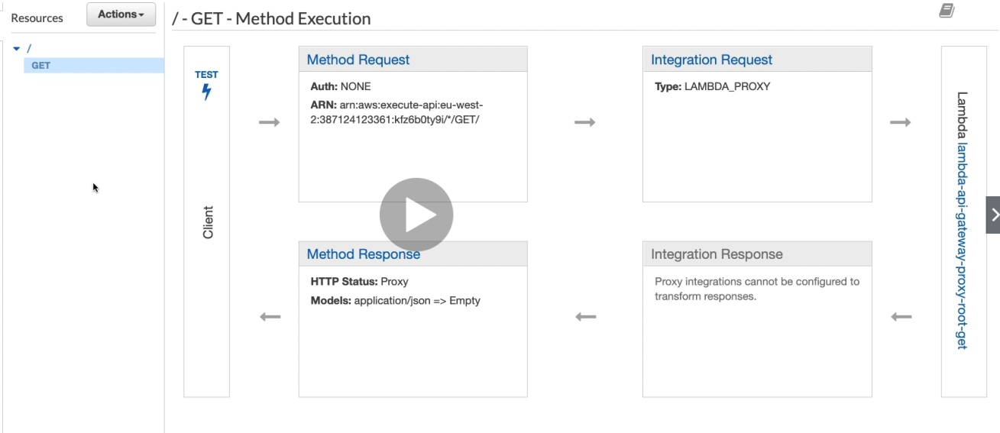 Resources
Actions
/ - GET - Method Execution
/
GET
TEST
Client
Method Request
Auth: NONE
ARN: arn:aws:execute-api:eu-west-
2:387124123361:kfz6b0ty9i/*/GET/
Integration Request
Type: LAMBDA_PROXY
Lambda lambda-api-gateway-proxy-root-get
Method Response
HTTP Status: Proxy
Models: application/json => Empty
Integration Response
Proxy integrations cannot be configured to
transform responses.